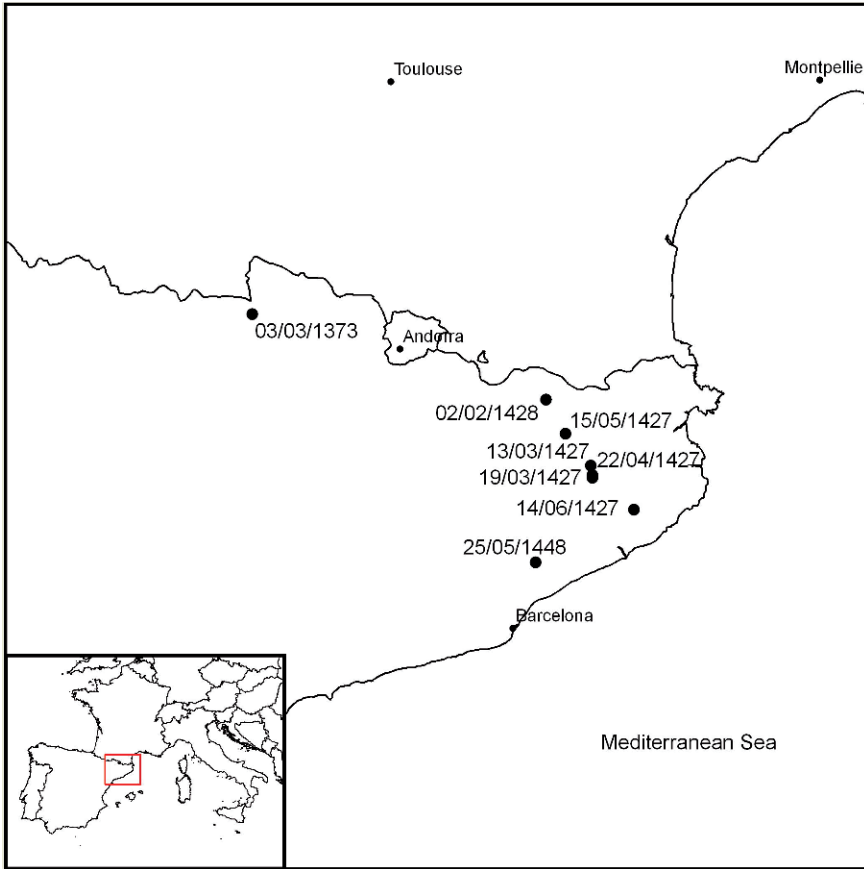 Toulouse
Montpellie
03/03/1373
Andorra
02/02/1428
15/05/1427
13/03/1427
22/04/1427
19/03/1427
14/06/1427
25/05/1448
Barcelona
Mediterranean Sea